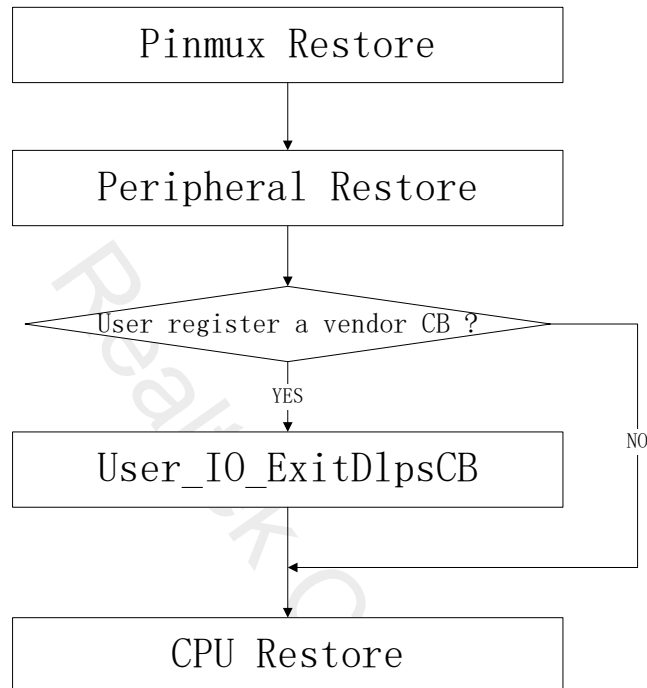 Pinmux Restore
Peripheral Restore
User register a vendor CB ?
YES
User_IO_ExitDlpsCB
NO
CPU Restore